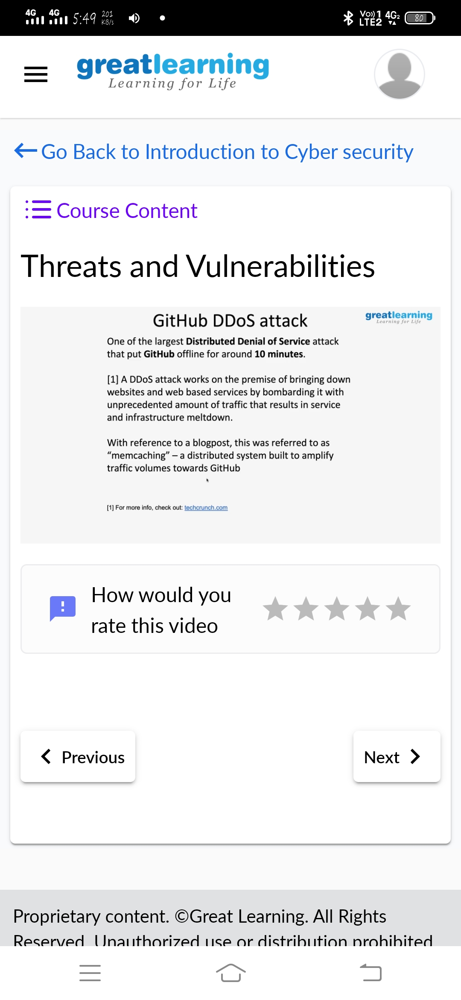 4G 4G 5:49 201 KB/s Vo)) 1 LTE2 4G2 80
greatlearning
Learning for Life
Go Back to Introduction to Cyber security
Course Content
Threats and Vulnerabilities
GitHub DDoS attack
greatlearning
Learning for Life
One of the largest Distributed Denial of Service attack
that put GitHub offline for around 10 minutes.
[1] A DDoS attack works on the premise of bringing down
websites and web based services by bombarding it with
unprecedented amount of traffic that results in service
and infrastructure meltdown.
With reference to a blogpost, this was referred to as
“memcaching” – a distributed system built to amplify
traffic volumes towards GitHub
[1] For more info, check out: techcrunch.com
How would you
rate this video
Previous
Next
Proprietary content. ©Great Learning. All Rights
Reserved. Unauthorized use or distribution prohibited